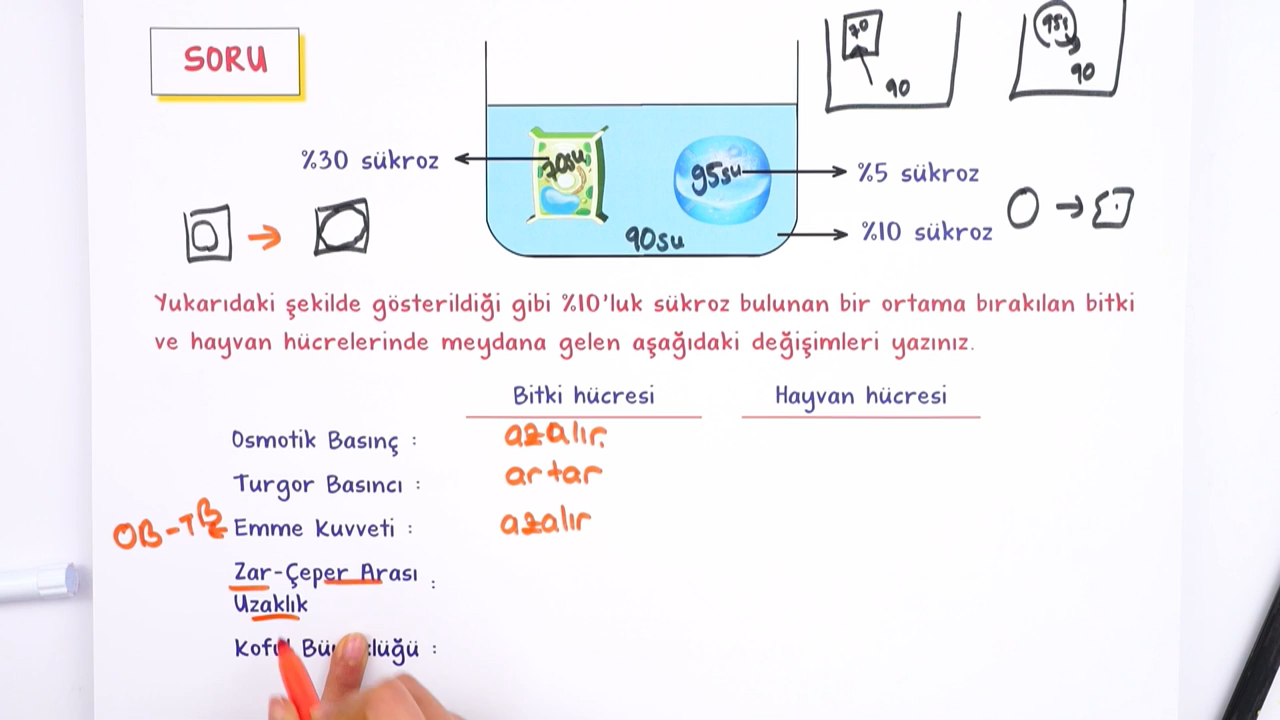 SORU
70
90
95
90
%30 sükroz
70su
95su
%5 sükroz
90su
%10 sükroz
Yukarıdaki şekilde gösterildiği gibi %10'luk sükroz bulunan bir ortama bırakılan bitki
ve hayvan hücrelerinde meydana gelen aşağıdaki değişimleri yazınız.
Bitki hücresi
Hayvan hücresi
Osmotik Basınç :
azalır.
Turgor Basıncı :
artar
OB-TB
Emme Kuvveti :
azalır
Zar-Çeper Arası :
Uzaklık